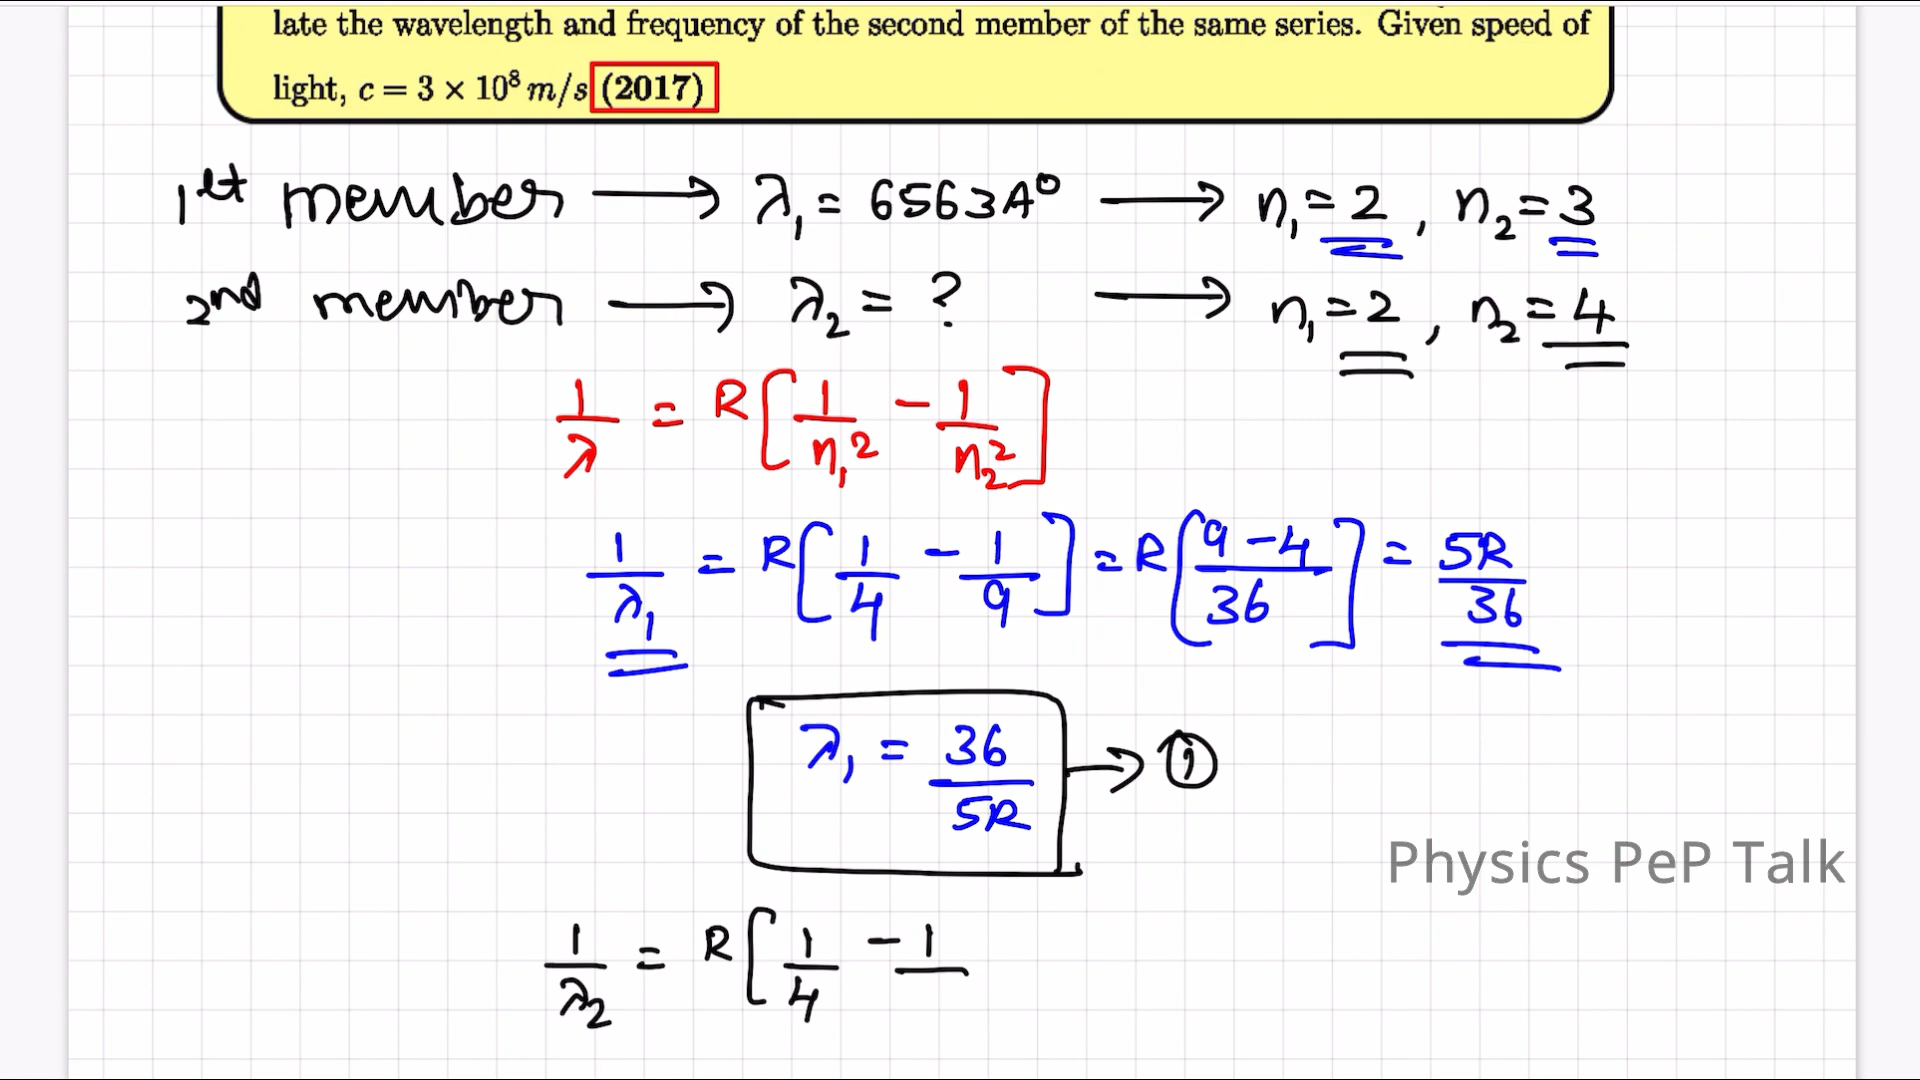 late the wavelength and frequency of the second member of the same series. Given speed of
light, c = 3 × 10⁸ m/s (2017)
1st member → λ₁ = 6563A⁰ → n₁ = 2 , n₂ = 3
2nd member → λ₂ = ? → n₁ = 2 , n₂ = 4
1/λ = R[1/n₁² − 1/n₂²]
1/λ₁ = R[1/4 − 1/9] = R[9−4/36] = 5R/36
λ₁ = 36/5R → ①
Physics PeP Talk
1/λ₂ = R[1/4 − 1/